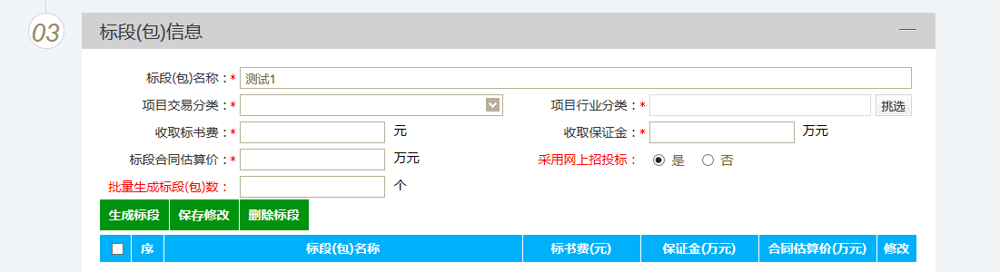 03
标段(包)信息
标段(包)名称：* 测试1
项目交易分类：* 项目行业分类：* 挑选
收取标书费：* 元 收取保证金：* 万元
标段合同估算价：* 万元 采用网上招投标： 是 否
批量生成标段(包)数： 个
生成标段 保存修改 删除标段
序 标段(包)名称 标书费(元) 保证金(万元) 合同估算价(万元) 修改